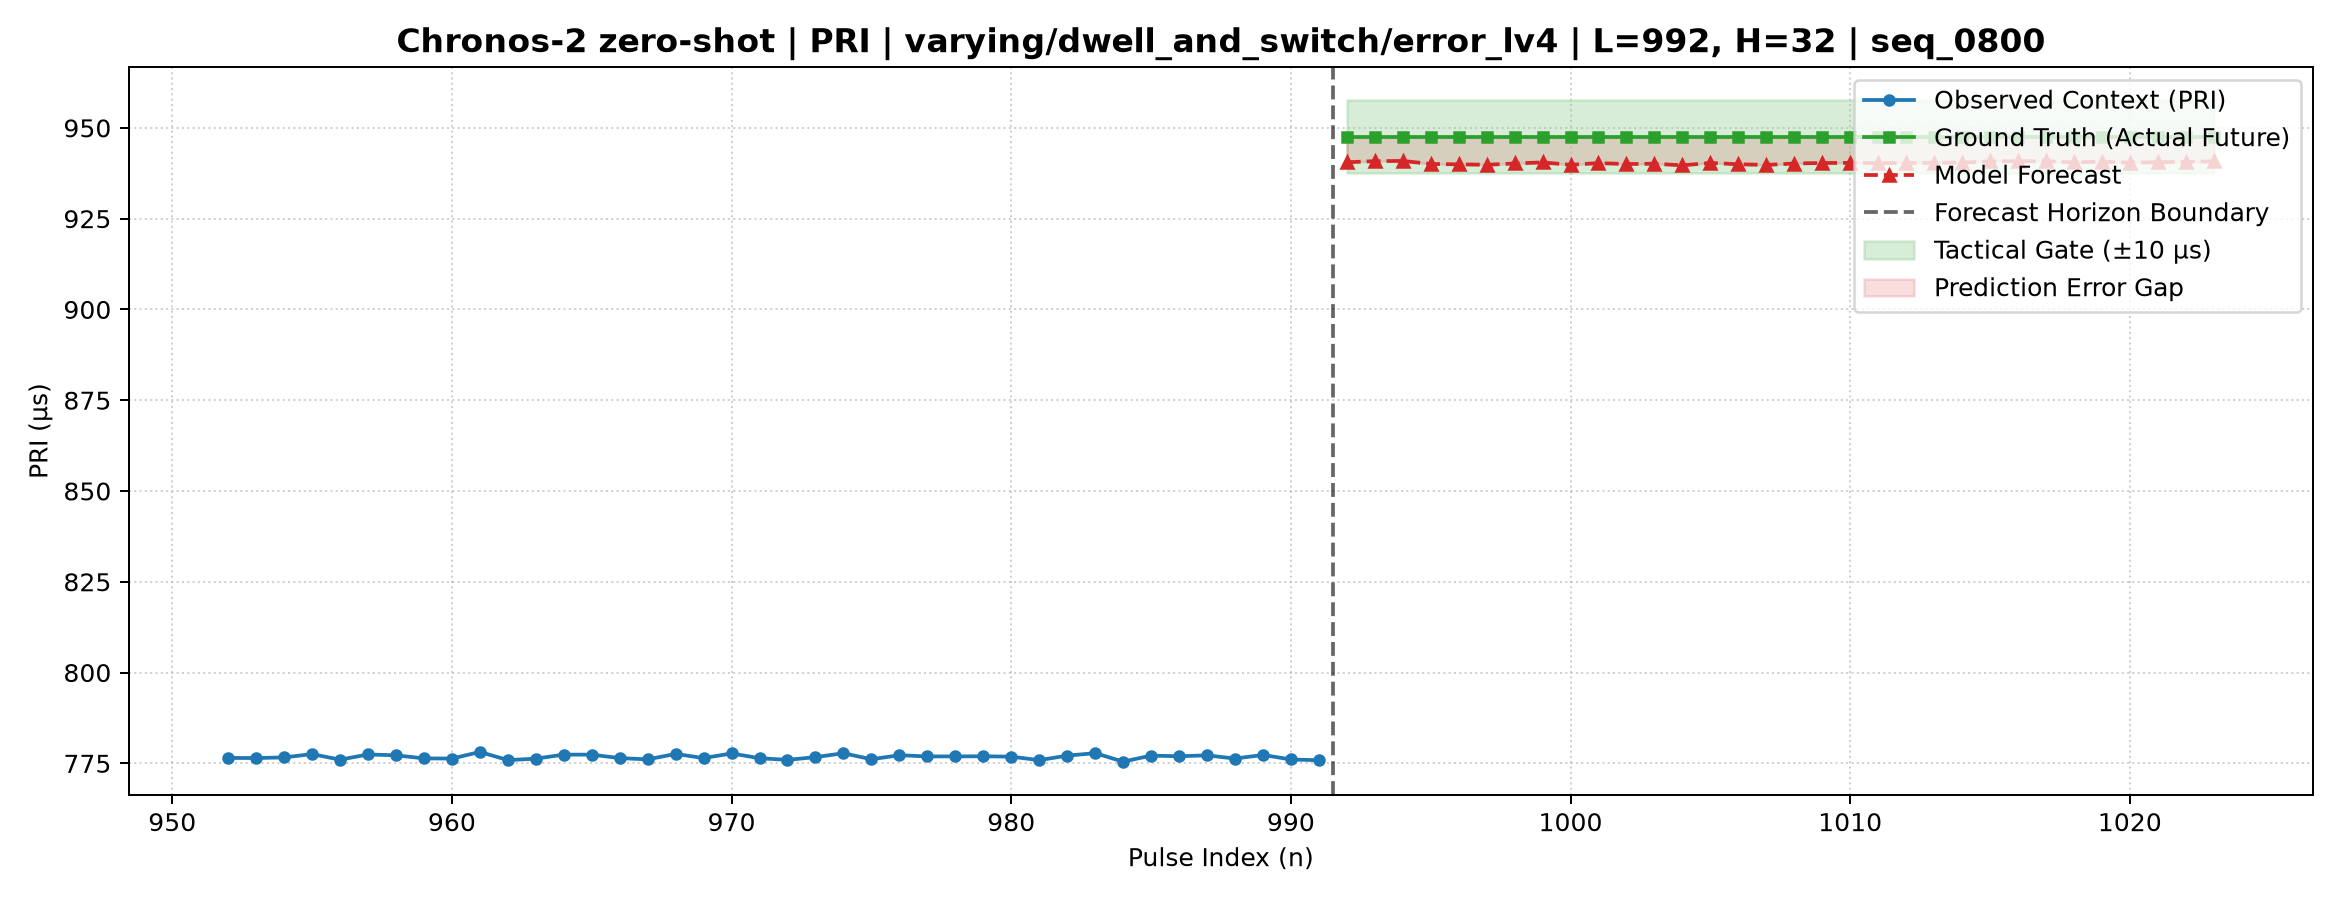 Chronos-2 zero-shot | PRI | varying/dwell_and_switch/error_lv4 | L=992, H=32 | seq_0800
Observed Context (PRI)
Ground Truth (Actual Future)
Model Forecast
Forecast Horizon Boundary
Tactical Gate (±10 µs)
Prediction Error Gap
PRI (µs)
950
925
900
875
850
825
800
775
950 960 970 980 990 1000 1010 1020
Pulse Index (n)